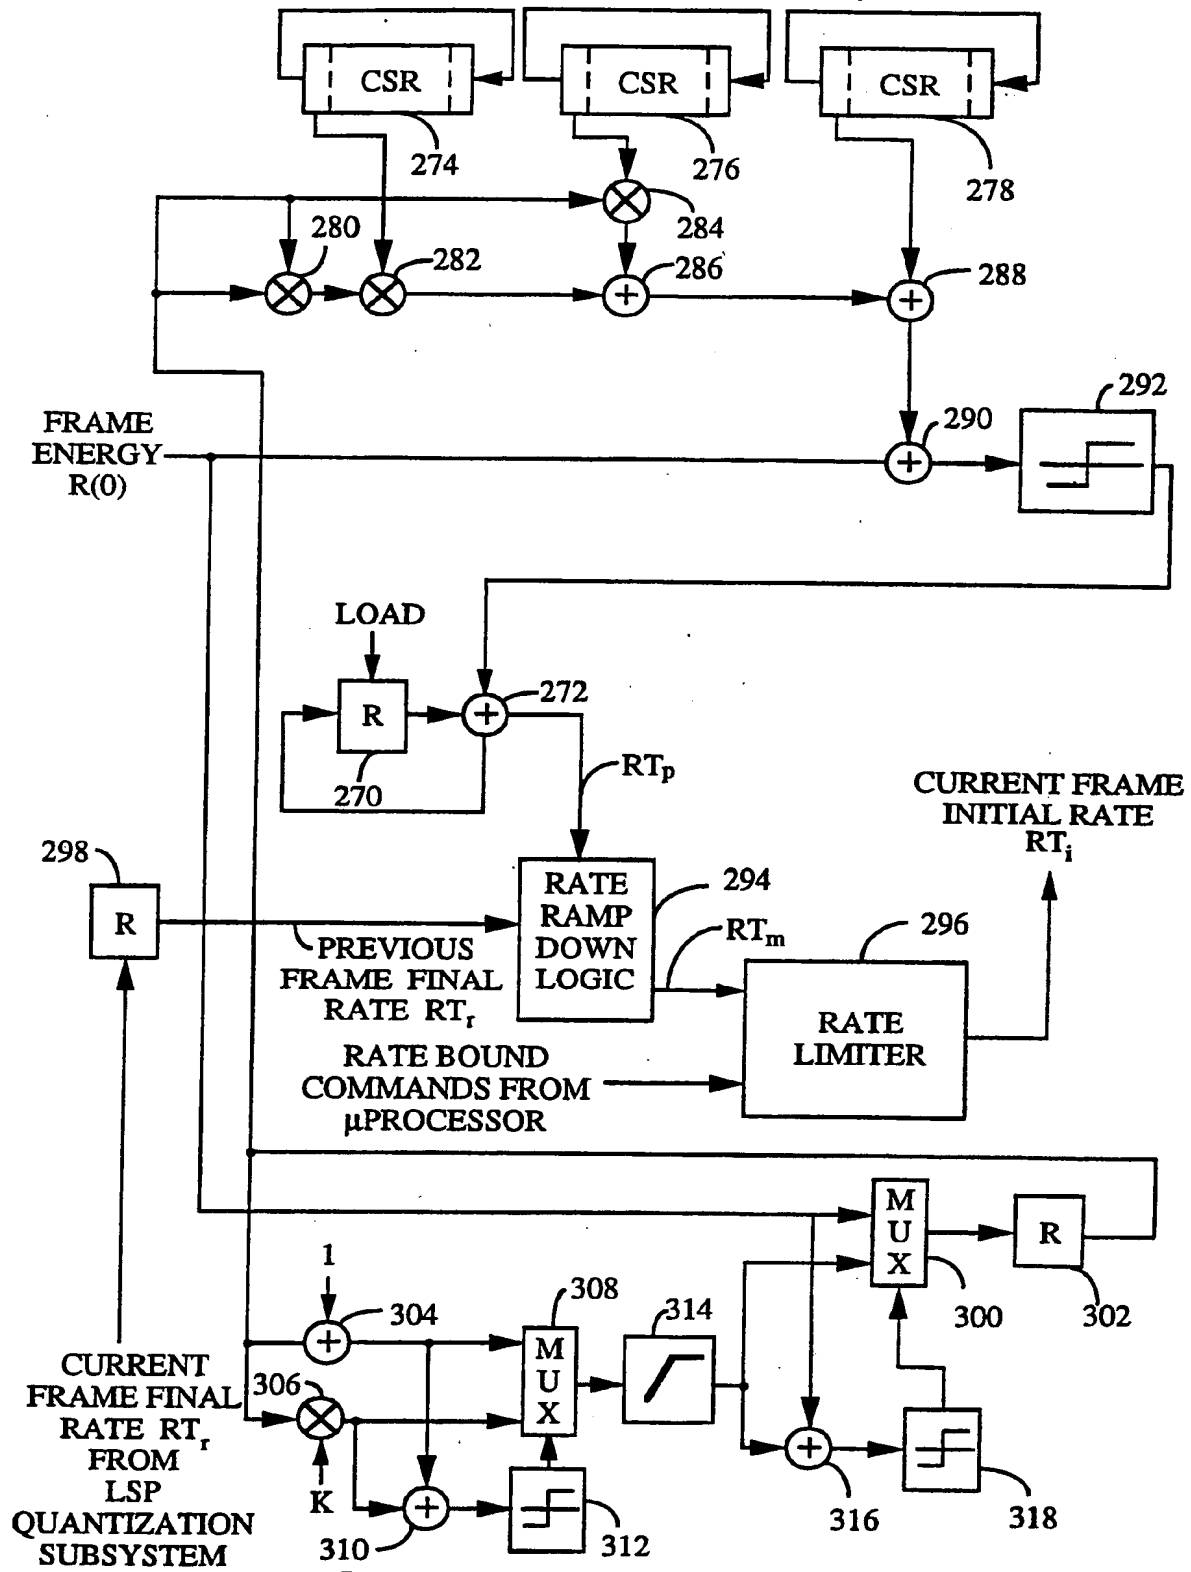 CSR
CSR
CSR
274
276
278
280
282
284
286
288
FRAME
ENERGY
R(0)
290
292
LOAD
R
270
272
RTp
CURRENT FRAME
INITIAL RATE
RTi
298
R
PREVIOUS
FRAME FINAL
RATE RTr
RATE
RAMP
DOWN
LOGIC
294
RTm
296
RATE
LIMITER
RATE BOUND
COMMANDS FROM
µPROCESSOR
MUX
300
R
302
1
304
306
K
308
MUX
310
312
314
316
318
CURRENT
FRAME FINAL
RATE RTr
FROM
LSP
QUANTIZATION
SUBSYSTEM